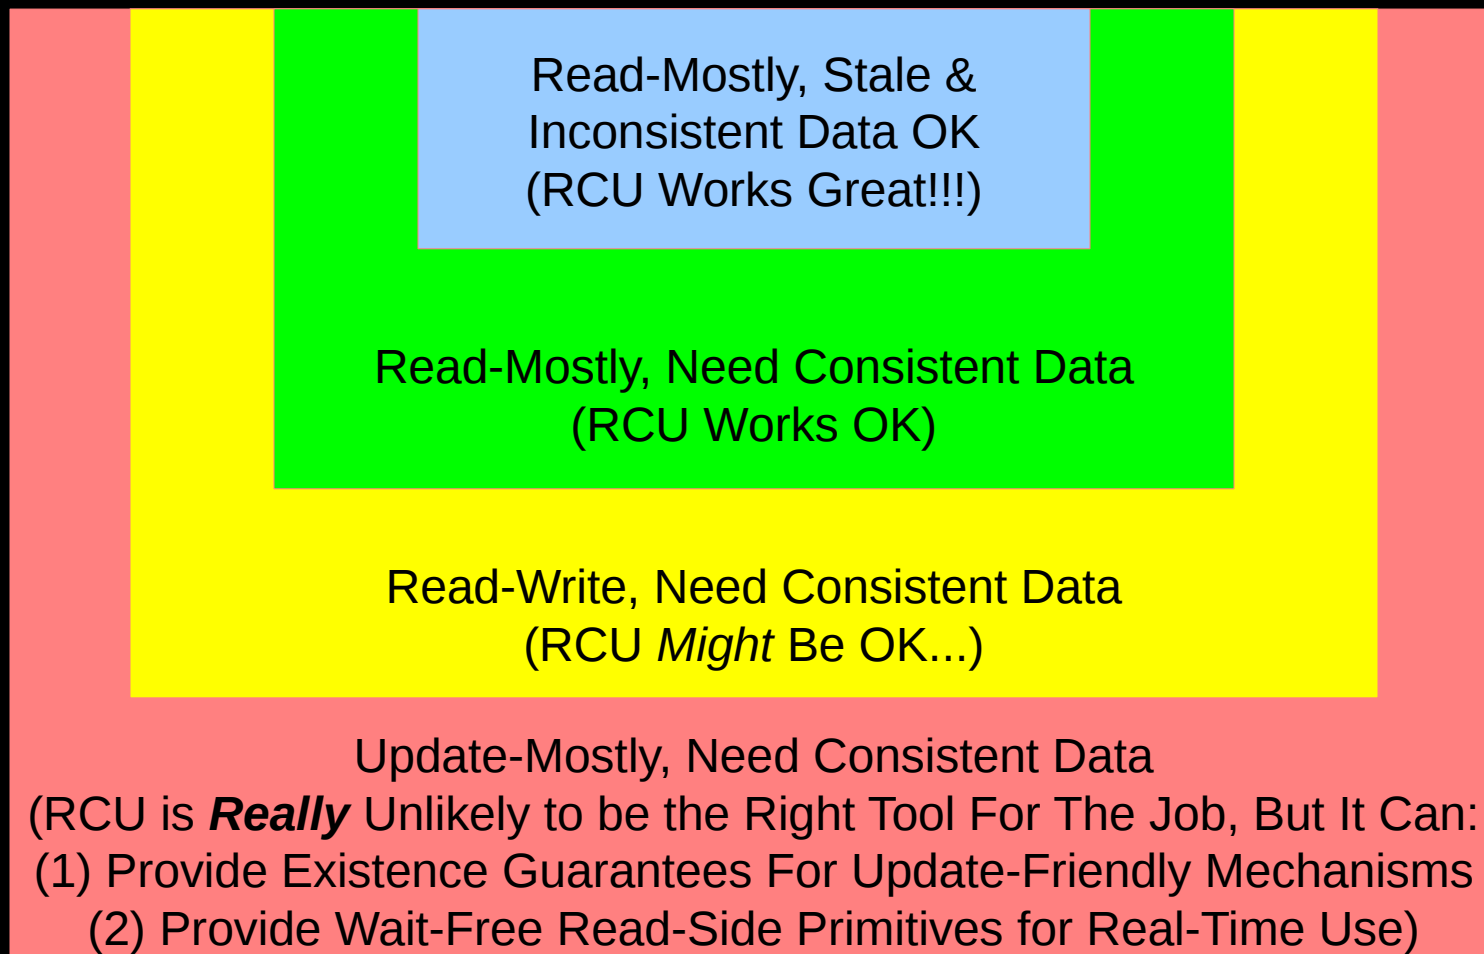 Read-Mostly, Stale &
Inconsistent Data OK
(RCU Works Great!!!)
Read-Mostly, Need Consistent Data
(RCU Works OK)
Read-Write, Need Consistent Data
(RCU Might Be OK...)
Update-Mostly, Need Consistent Data
(RCU is Really Unlikely to be the Right Tool For The Job, But It Can:
(1) Provide Existence Guarantees For Update-Friendly Mechanisms
(2) Provide Wait-Free Read-Side Primitives for Real-Time Use)